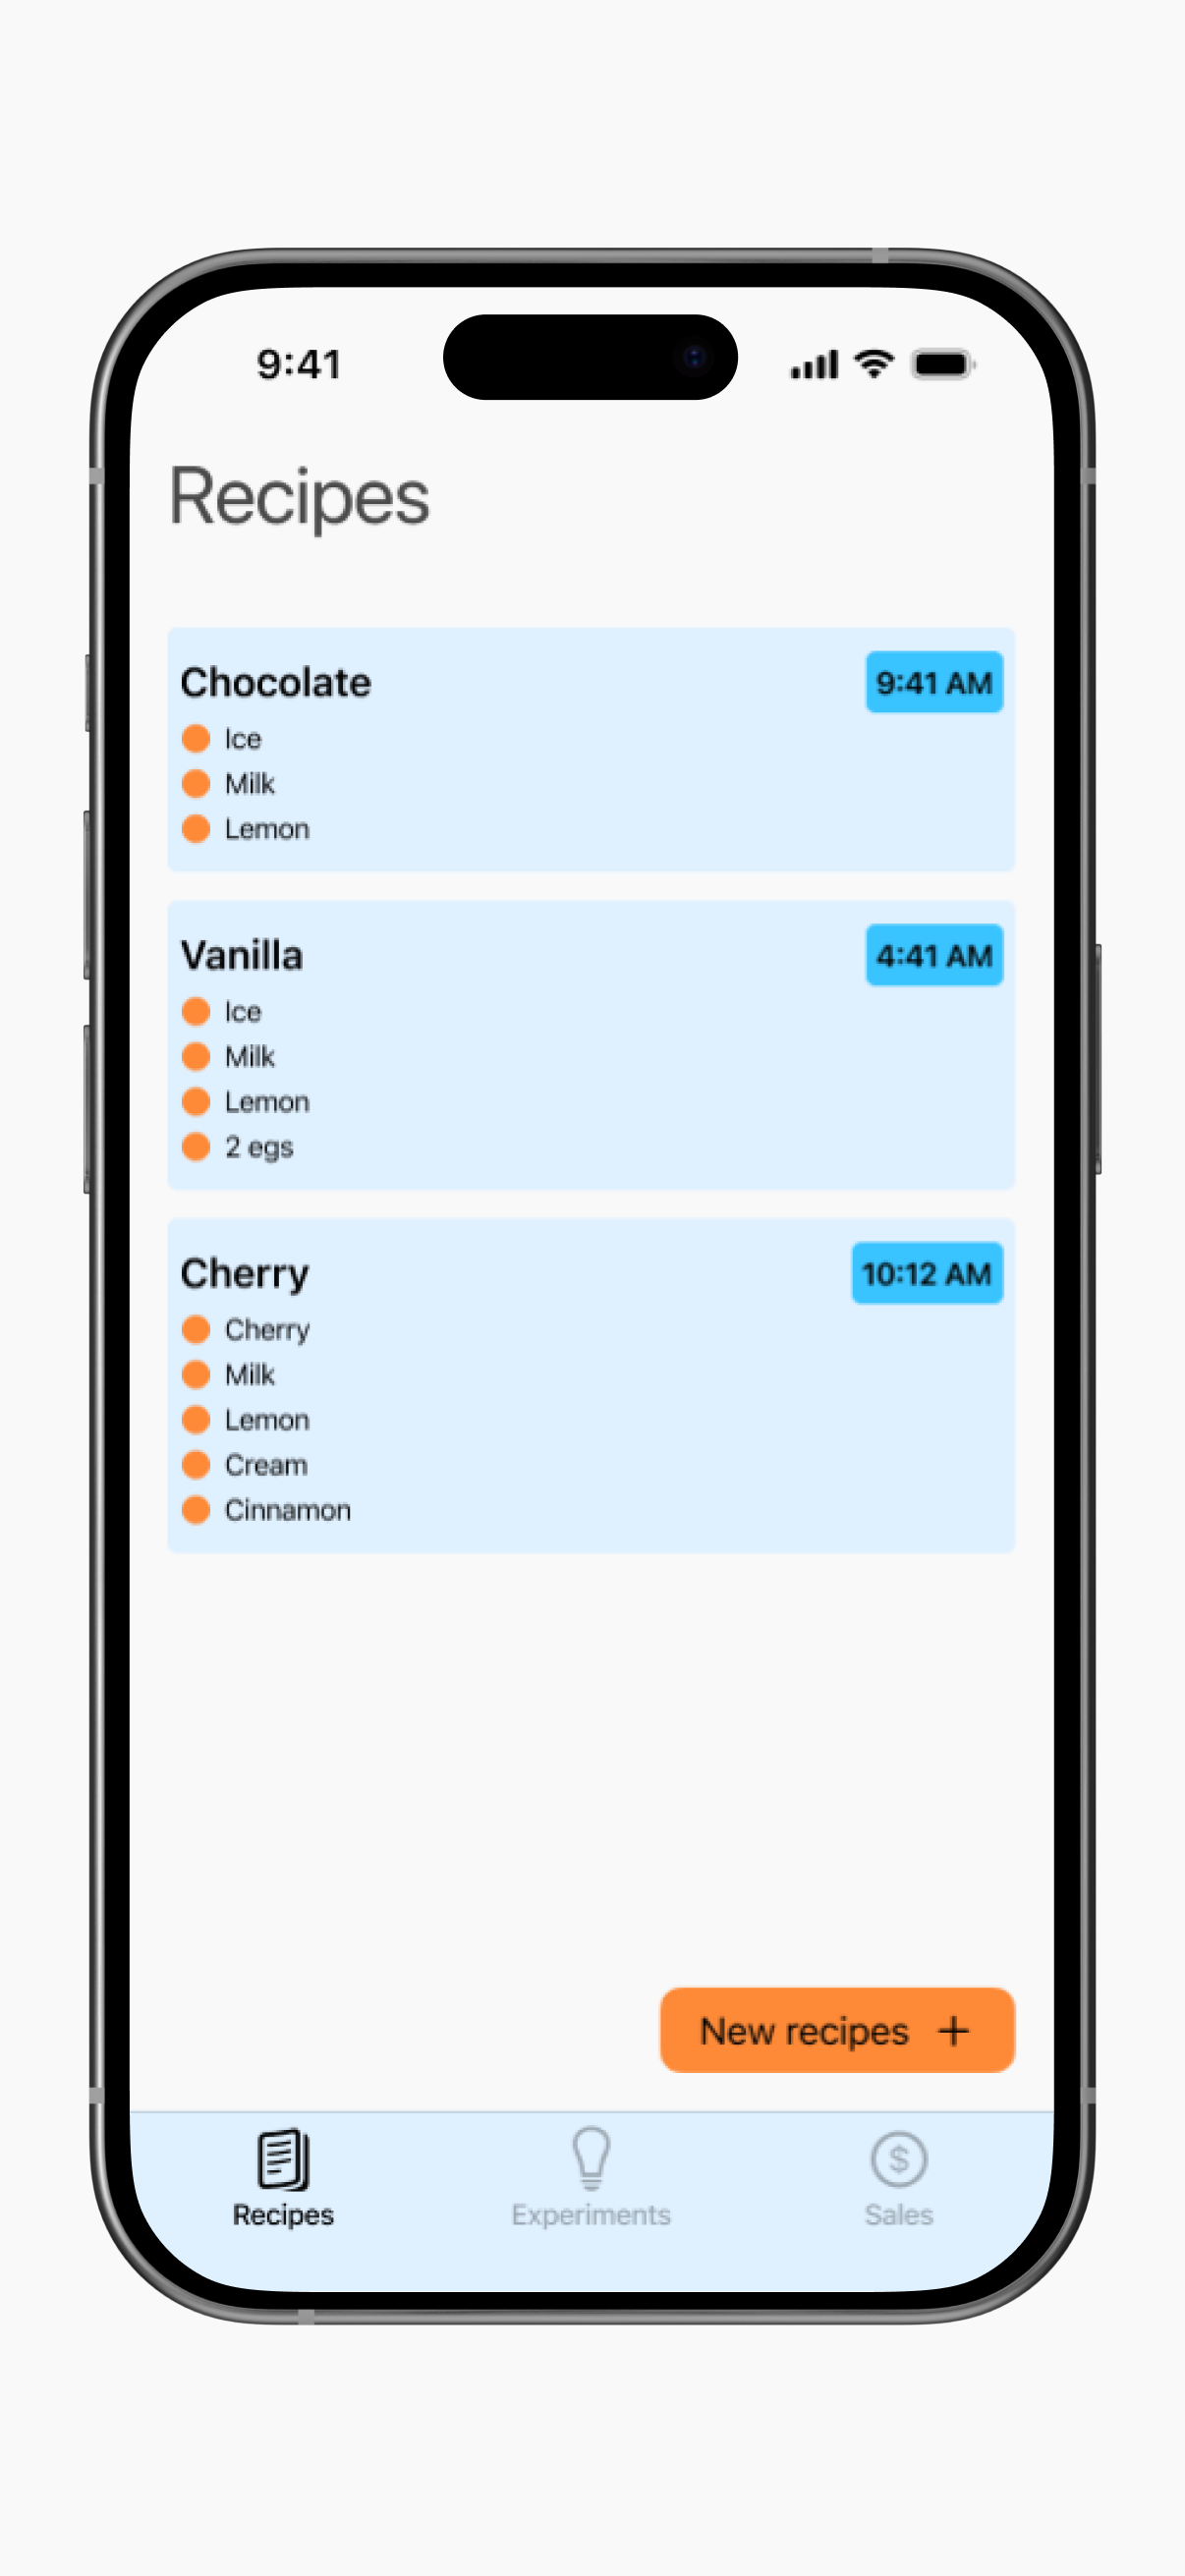 9:41
Recipes
Chocolate 9:41 AM
Ice
Milk
Lemon
Vanilla 4:41 AM
Ice
Milk
Lemon
2 egs
Cherry 10:12 AM
Cherry
Milk
Lemon
Cream
Cinnamon
New recipes +
$
Recipes Experiments Sales